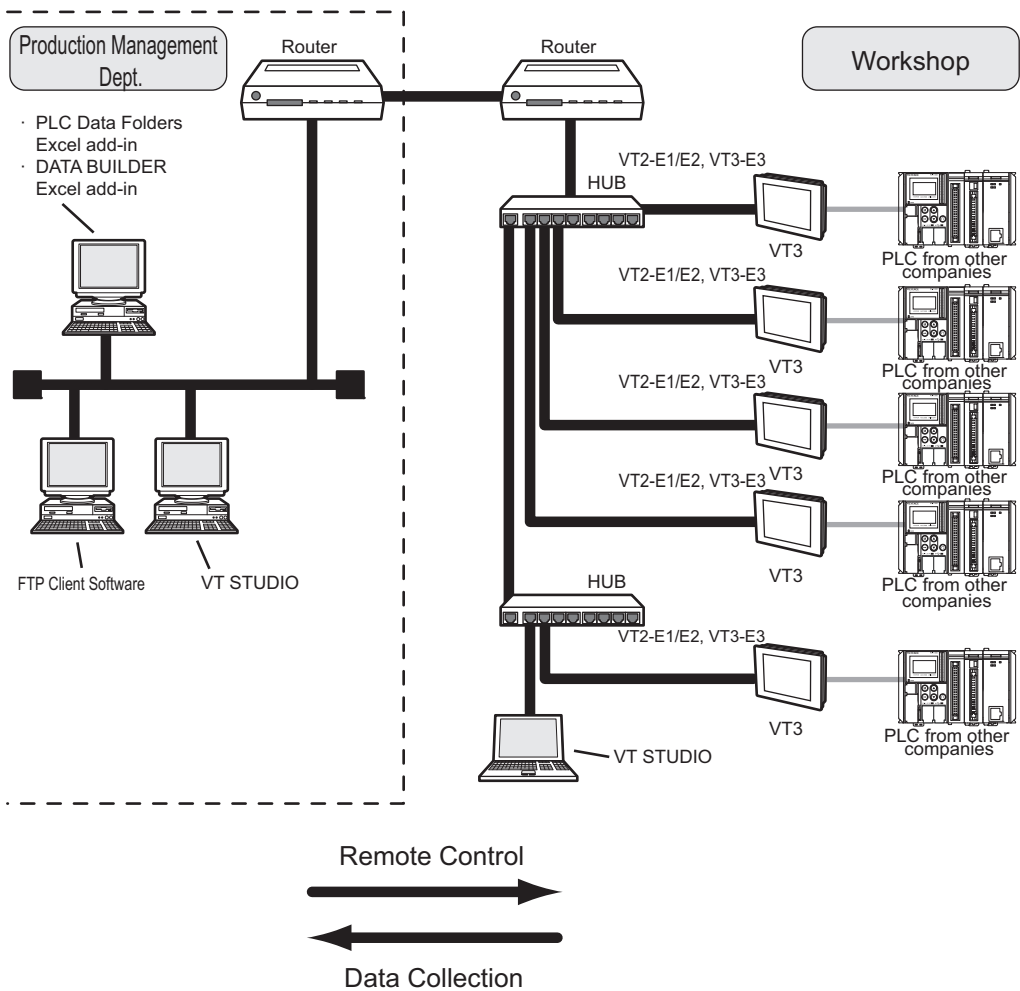 Production Management
Dept.
Router
Router
Workshop
· PLC Data Folders
Excel add-in
· DATA BUILDER
Excel add-in
VT2-E1/E2, VT3-E3
HUB
VT3
PLC from other
companies
VT2-E1/E2, VT3-E3
VT3
PLC from other
companies
VT2-E1/E2, VT3-E3
VT3
PLC from other
companies
VT2-E1/E2, VT3-E3
VT3
PLC from other
companies
FTP Client Software
VT STUDIO
HUB
VT2-E1/E2, VT3-E3
VT3
PLC from other
companies
VT STUDIO
Remote Control
Data Collection